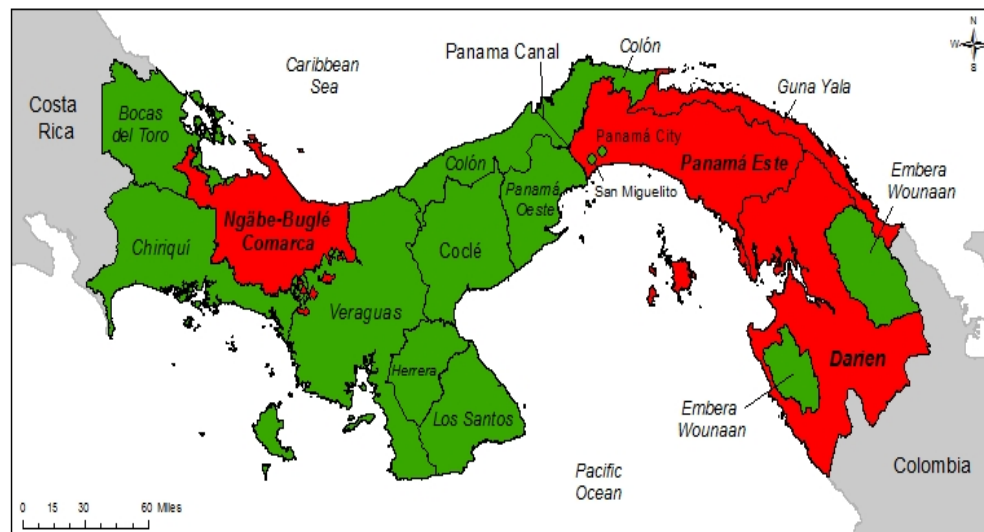 N
W
S
Costa
Rica
Caribbean
Sea
Panama Canal
Colón
Guna Yala
Bocas
del Toro
Colón
Panamá City
Panamá Este
Embera
Wounaan
San Miguelito
Ngäbe-Buglé
Comarca
Chiriquí
Coclé
Panamá
Oeste
Veraguas
Herrera
Los Santos
Darien
Embera
Wounaan
Pacific
Ocean
Colombia
0 15 30 60 Miles